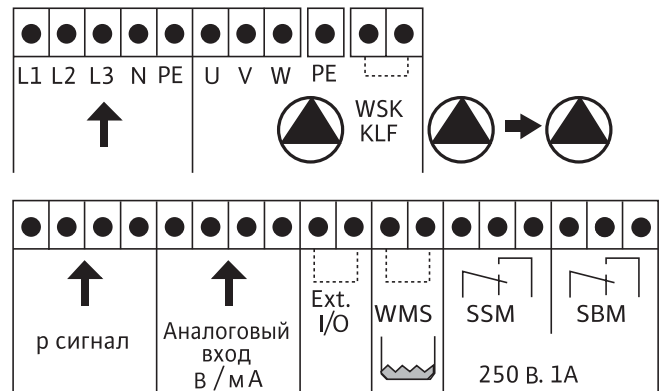 L1 L2 L3 N PE U V W PE
WSK
KLF
р сигнал
Аналоговый
вход
В / мА
Ext.
I/O
WMS
SSM
SBM
250 В. 1А